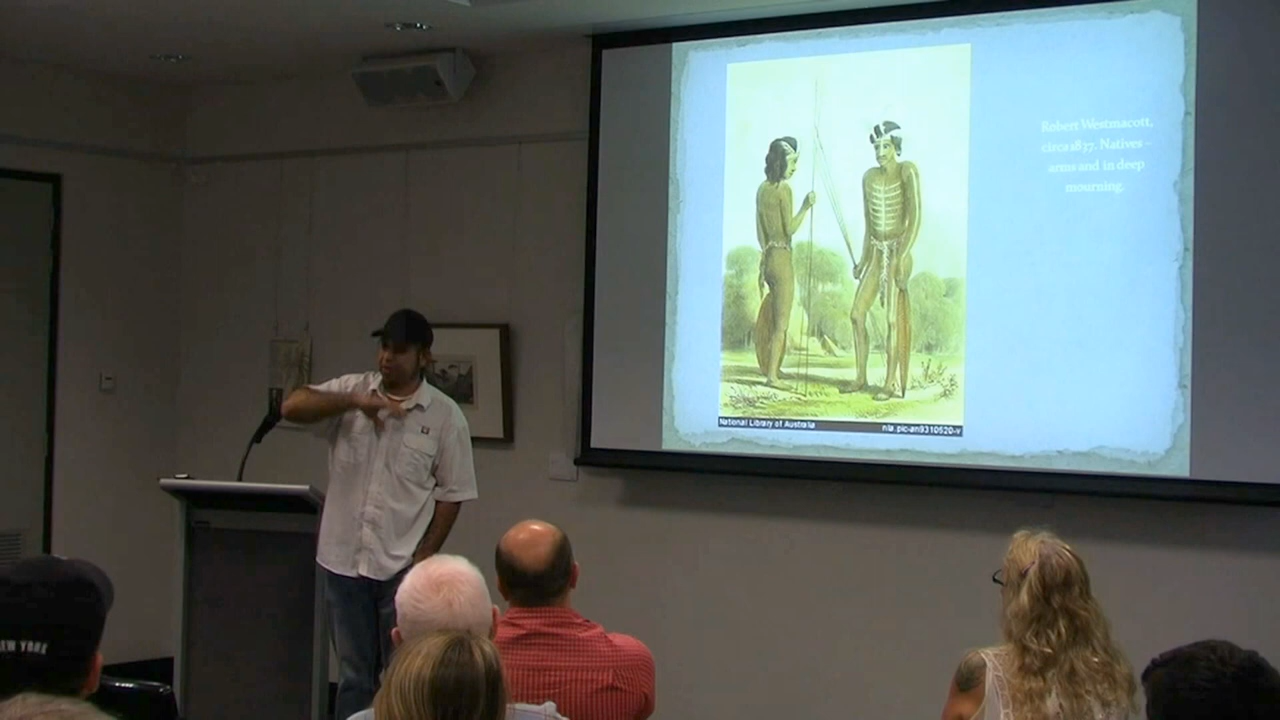 Robert Westmacott,
circa 1837. Natives -
arms and in deep
mourning.
National Library of Australia
nla.pic-an9310520-v
NEW YORK